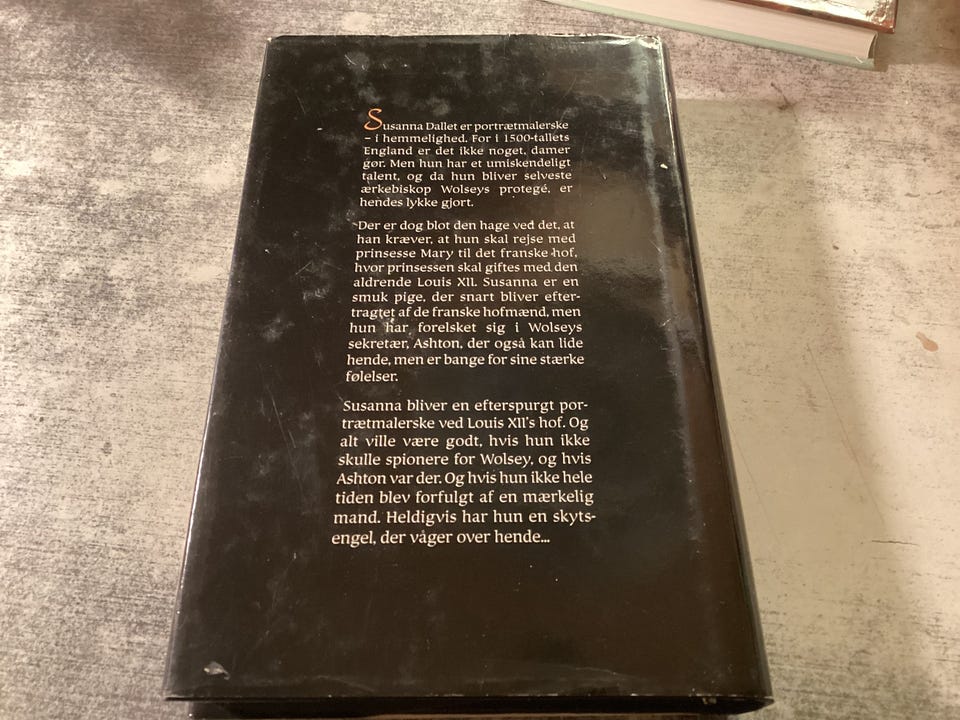 Susanna Dallet er portrætmalerske
– i hemmelighed. For i 1500-tallets
England er det ikke noget, damer
gør. Men hun har et umiskendeligt
talent, og da hun bliver selveste
ærkebiskop Wolseys protegé, er
hendes lykke gjort.
Der er dog blot den hage ved det, at
han kræver, at hun skal rejse med
prinsesse Mary til det franske hof,
hvor prinsessen skal giftes med den
aldrende Louis XII. Susanna er en
smuk pige, der snart bliver efter-
tragtet af de franske hofmænd, men
hun har forelsket sig i Wolseys
sekretær, Ashton, der også kan lide
hende, men er bange for sine stærke
følelser.
Susanna bliver en efterspurgt por-
trætmalerske ved Louis XII's hof. Og
alt ville være godt, hvis hun ikke
skulle spionere for Wolsey, og hvis
Ashton var der. Og hvis hun ikke hele
tiden blev forfulgt af en mærkelig
mand. Heldigvis har hun en skyts-
engel, der våger over hende...